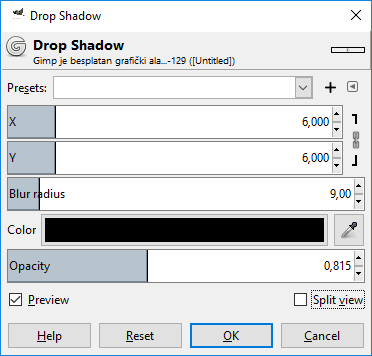 Drop Shadow
Drop Shadow
Gimp je besplatan grafički ala...-129 ([Untitled])
Presets:
X 6,000
Y 6,000
Blur radius 9,00
Color
Opacity 0,815
Preview Split view
Help Reset OK Cancel